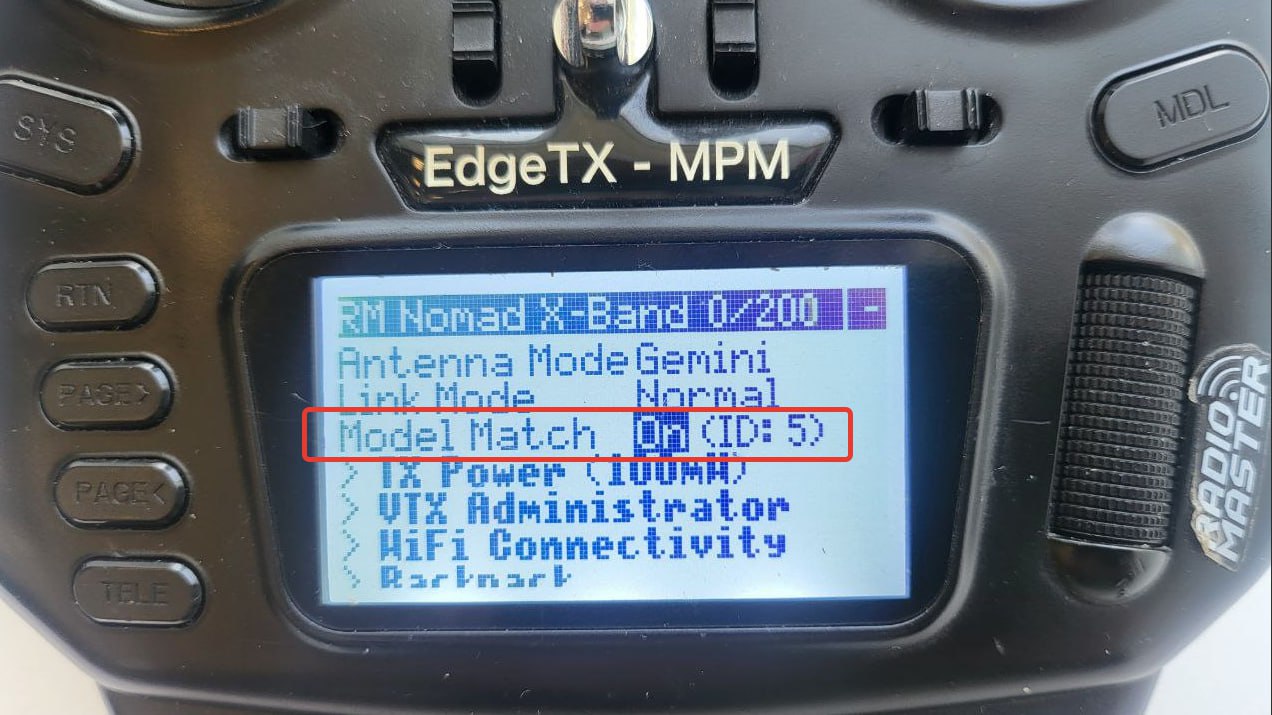 SYS
MDL
EdgeTX - MPM
RTN
PAGE>
PAGE<
TELE
RM Nomad X-Band 0/200 -
Antenna Mode Gemini
Link Mode Normal
Model Match On (ID: 5)
> TX Power (100mW)
> VTX Administrator
> WiFi Connectivity
> Backpack
RADIO
MASTER